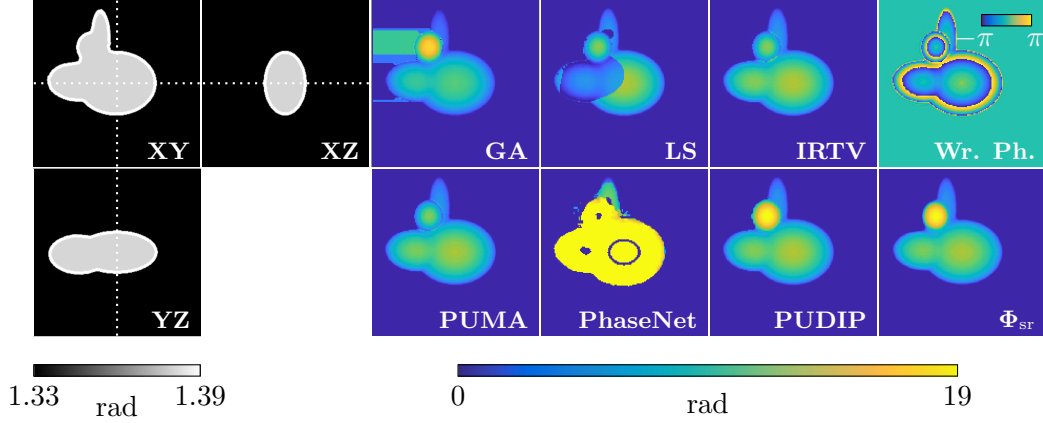 −π π
XY XZ GA LS IRTV Wr. Ph.
YZ PUMA PhaseNet PUDIP Φsr
1.33 1.39 0 19
rad rad